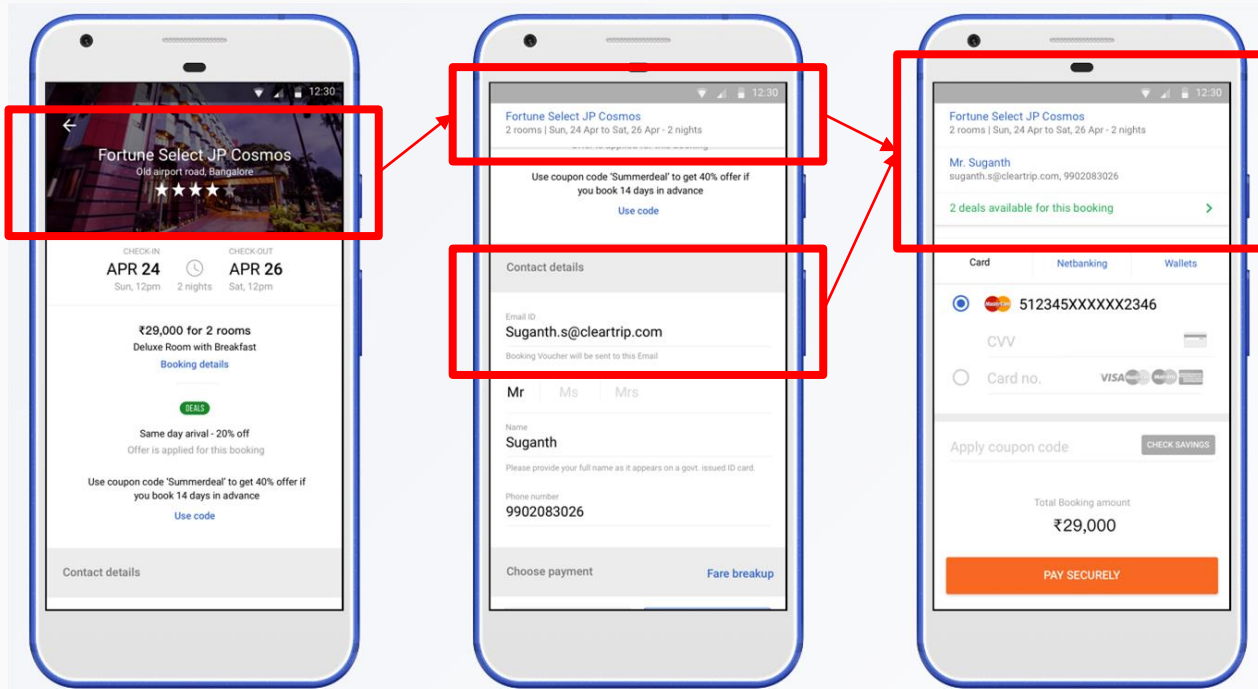 12:30
Fortune Select JP Cosmos
Old airport road, Bangalore
CHECK-IN
CHECK-OUT
APR 24
APR 26
Sun, 12pm
2 nights
Sat, 12pm
₹29,000 for 2 rooms
Deluxe Room with Breakfast
Booking details
DEALS
Same day arival - 20% off
Offer is applied for this booking
Use coupon code 'Summerdeal' to get 40% offer if
you book 14 days in advance
Use code
Contact details
12:30
Fortune Select JP Cosmos
2 rooms | Sun, 24 Apr to Sat, 26 Apr - 2 nights
Offer is applied for this booking
Use coupon code 'Summerdeal' to get 40% offer if
you book 14 days in advance
Use code
Contact details
Email ID
Suganth.s@cleartrip.com
Booking Voucher will be sent to this Email
Mr
Ms
Mrs
Name
Suganth
Please provide your full name as it appears on a govt. issued ID card.
Phone number
9902083026
Choose payment
Fare breakup
12:30
Fortune Select JP Cosmos
2 rooms | Sun, 24 Apr to Sat, 26 Apr - 2 nights
Mr. Suganth
suganth.s@cleartrip.com, 9902083026
2 deals available for this booking
Card
Netbanking
Wallets
MasterCard
512345XXXXXX2346
CVV
Card no.
VISA
Apply coupon code
CHECK SAVINGS
Total Booking amount
₹29,000
PAY SECURELY